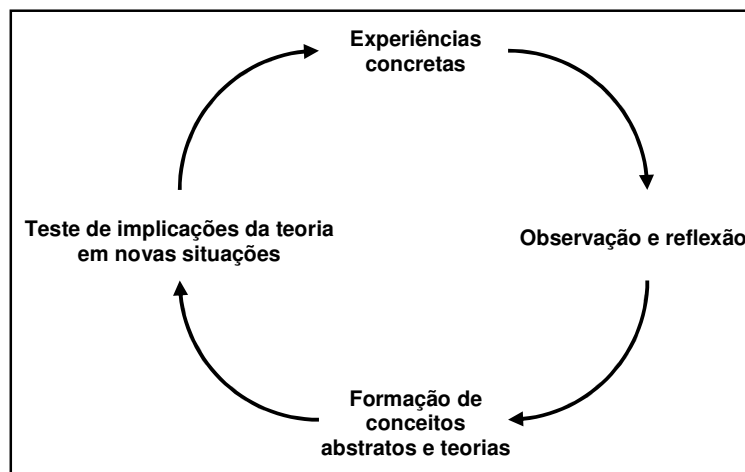 Experiências
concretas
Teste de implicações da teoria
em novas situações
Observação e reflexão
Formação de
conceitos
abstratos e teorias